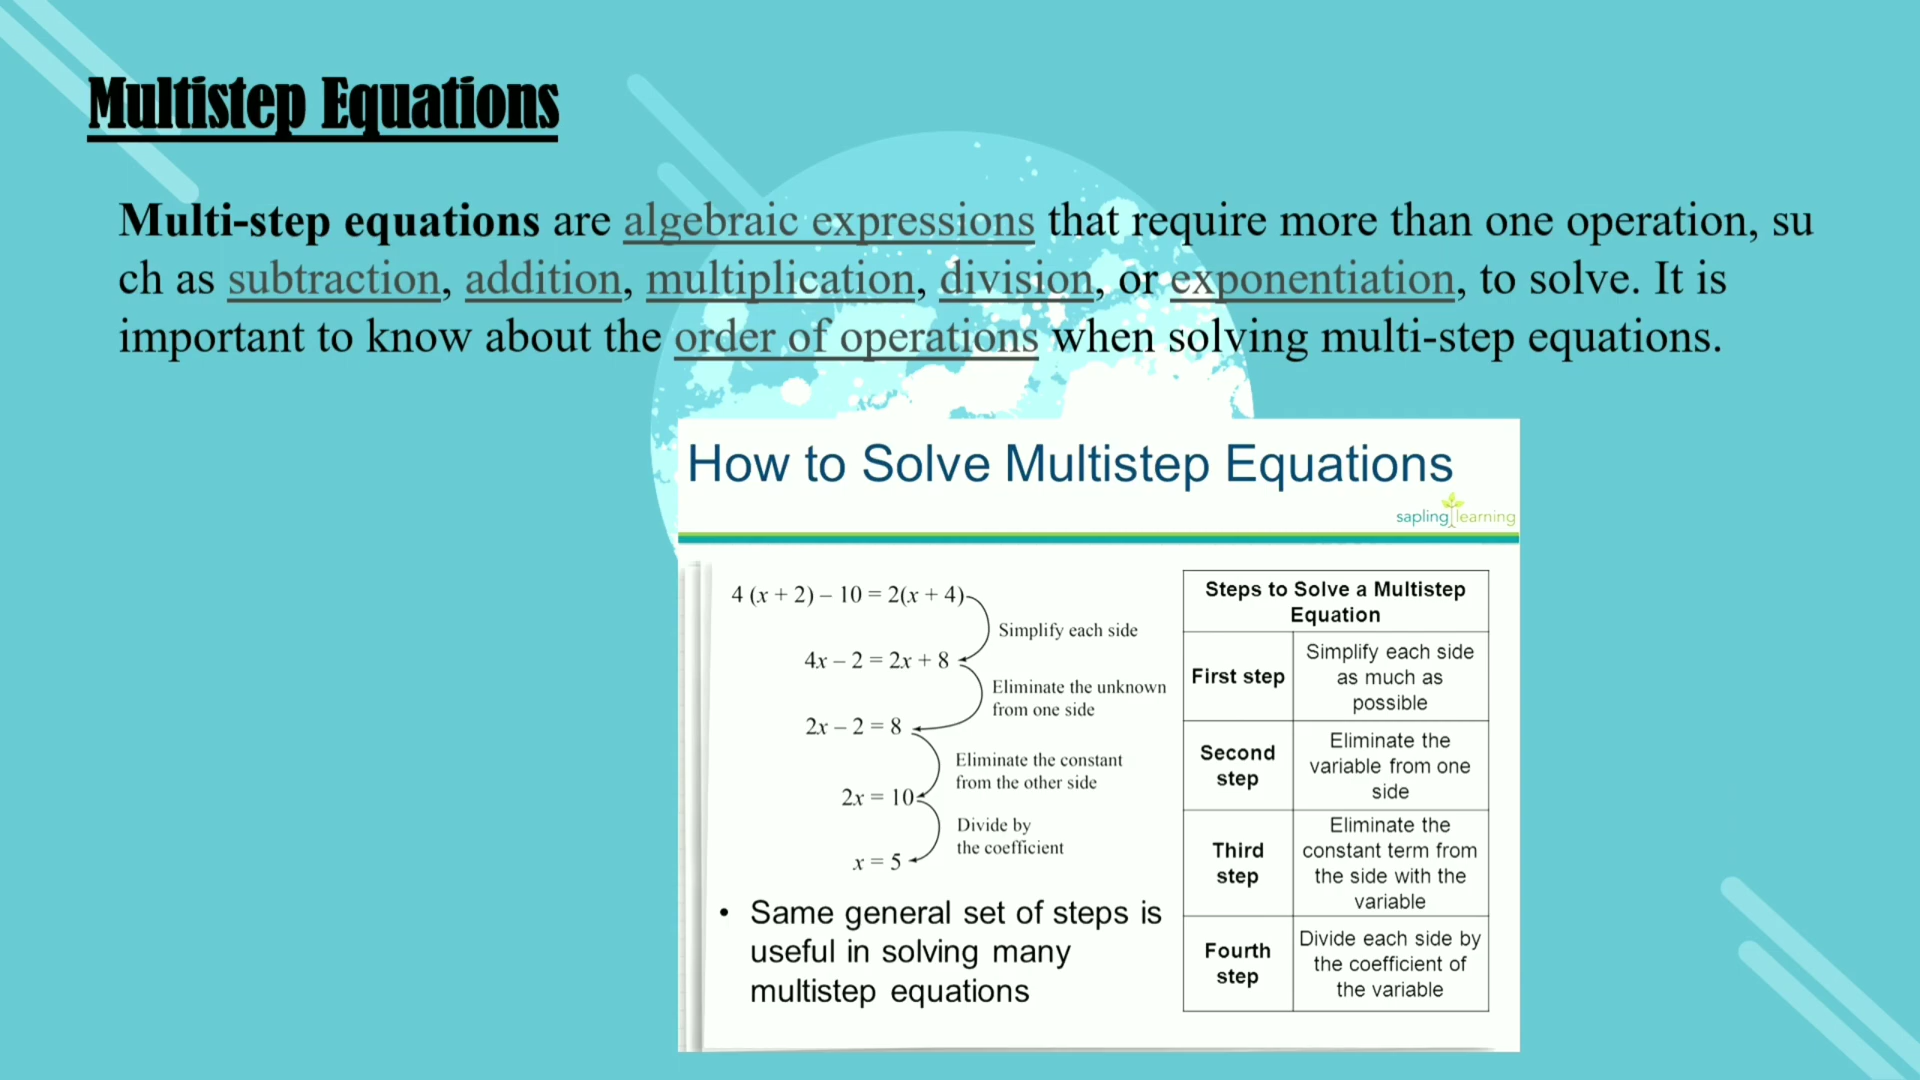 Multistep Equations
Multi-step equations are algebraic expressions that require more than one operation, su
ch as subtraction, addition, multiplication, division, or exponentiation, to solve. It is
important to know about the order of operations when solving multi-step equations.
How to Solve Multistep Equations
sapling learning
4 (x + 2) – 10 = 2(x + 4)
Simplify each side
4x – 2 = 2x + 8
Eliminate the unknown
from one side
2x – 2 = 8
Eliminate the constant
from the other side
2x = 10
Divide by
the coefficient
x = 5
• Same general set of steps is
useful in solving many
multistep equations
Steps to Solve a Multistep
Equation
First step
Simplify each side
as much as
possible
Second
step
Eliminate the
variable from one
side
Third
step
Eliminate the
constant term from
the side with the
variable
Fourth
step
Divide each side by
the coefficient of
the variable